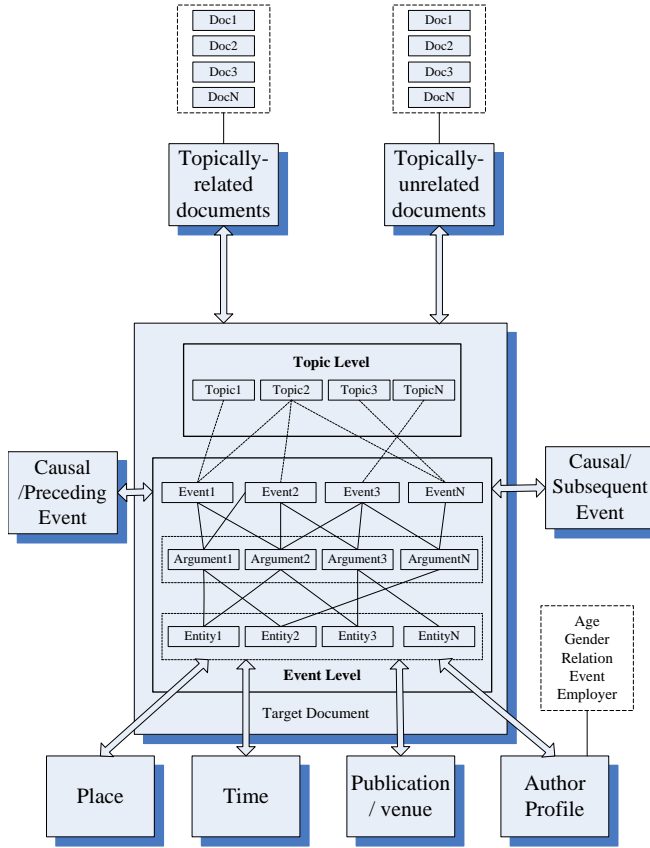 Doc1
Doc2
Doc3
DocN
Doc1
Doc2
Doc3
DocN
Topically-
related
documents
Topically-
unrelated
documents
Topic Level
Topic1
Topic2
Topic3
TopicN
Causal
/Preceding
Event
Event1
Event2
Event3
EventN
Causal/
Subsequent
Event
Argument1
Argument2
Argument3
ArgumentN
Entity1
Entity2
Entity3
EntityN
Event Level
Target Document
Age
Gender
Relation
Event
Employer
Place
Time
Publication
/ venue
Author
Profile